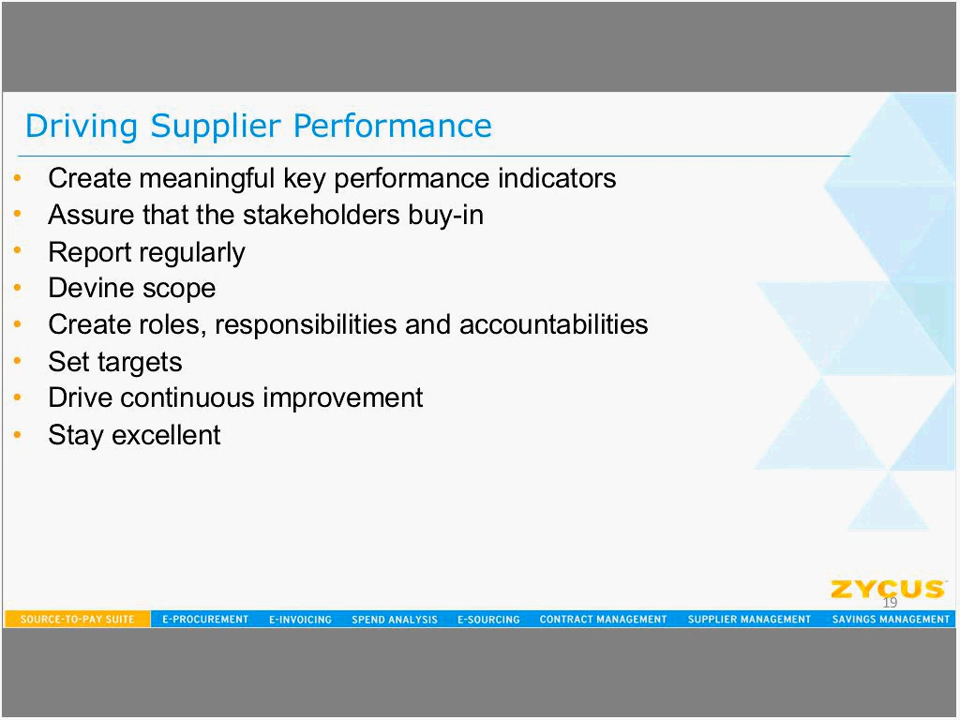 Driving Supplier Performance
• Create meaningful key performance indicators
• Assure that the stakeholders buy-in
• Report regularly
• Devine scope
• Create roles, responsibilities and accountabilities
• Set targets
• Drive continuous improvement
• Stay excellent
ZYCUS
19
SOURCE-TO-PAY SUITE E-PROCUREMENT E-INVOICING SPEND ANALYSIS E-SOURCING CONTRACT MANAGEMENT SUPPLIER MANAGEMENT SAVINGS MANAGEMENT